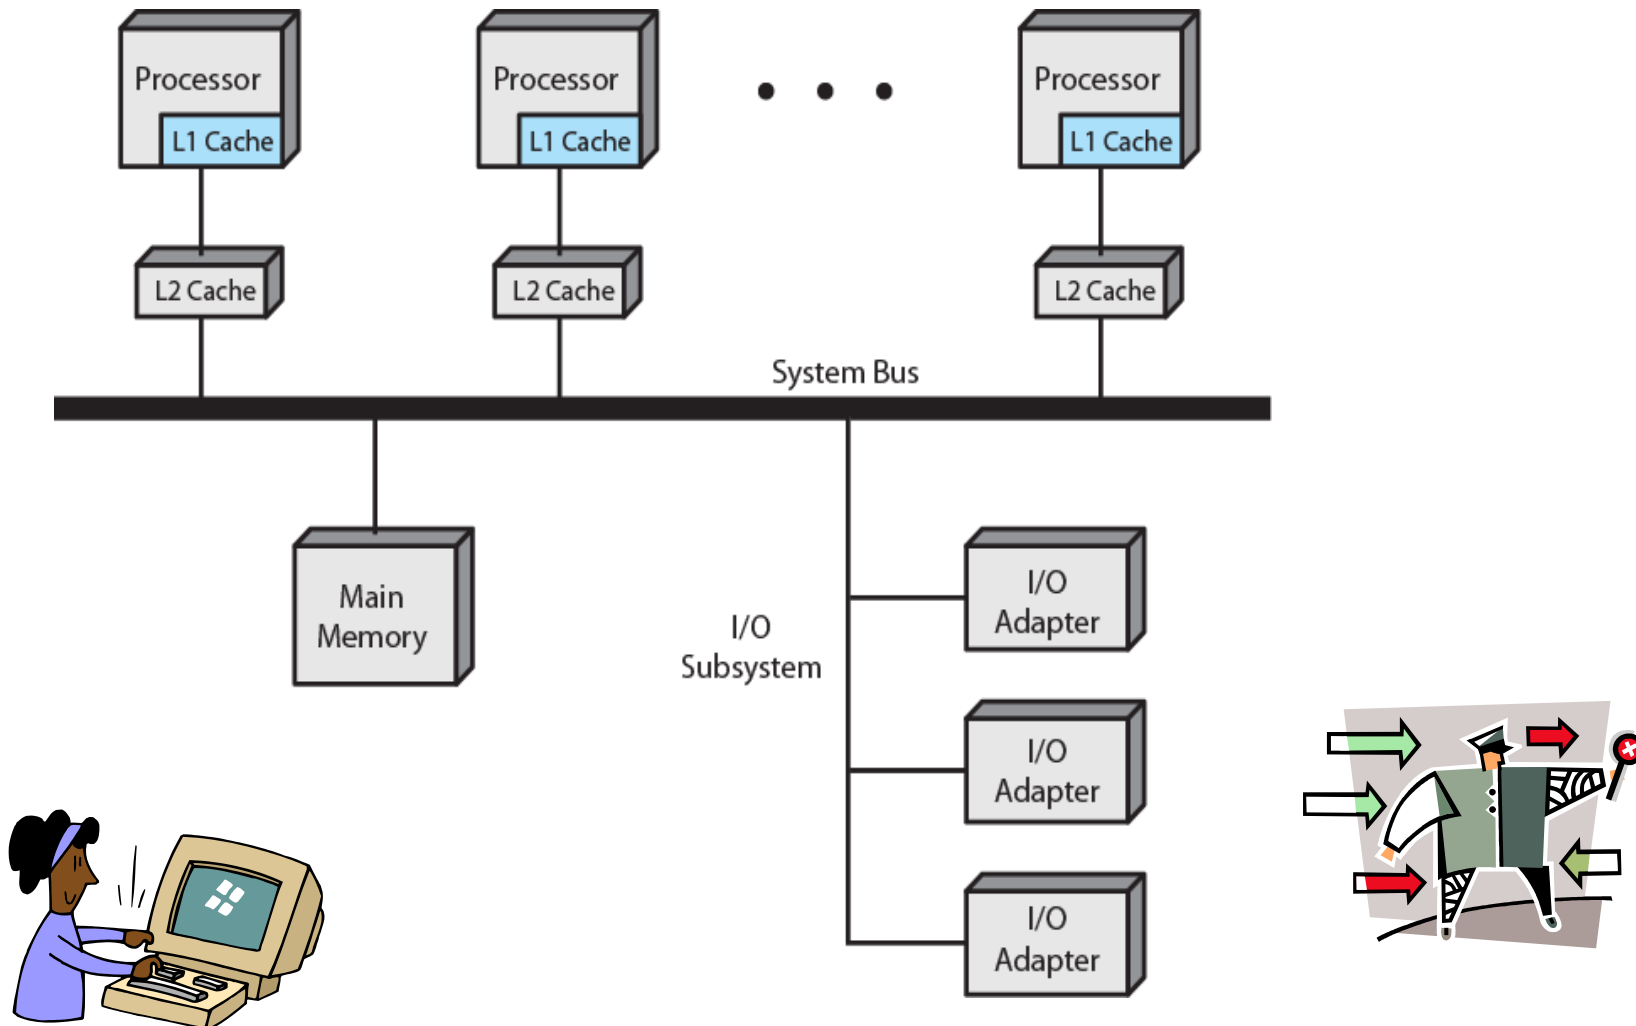 Processor
L1 Cache
Processor
L1 Cache
Processor
L1 Cache
L2 Cache
L2 Cache
L2 Cache
System Bus
Main
Memory
I/O
Subsystem
I/O
Adapter
I/O
Adapter
I/O
Adapter